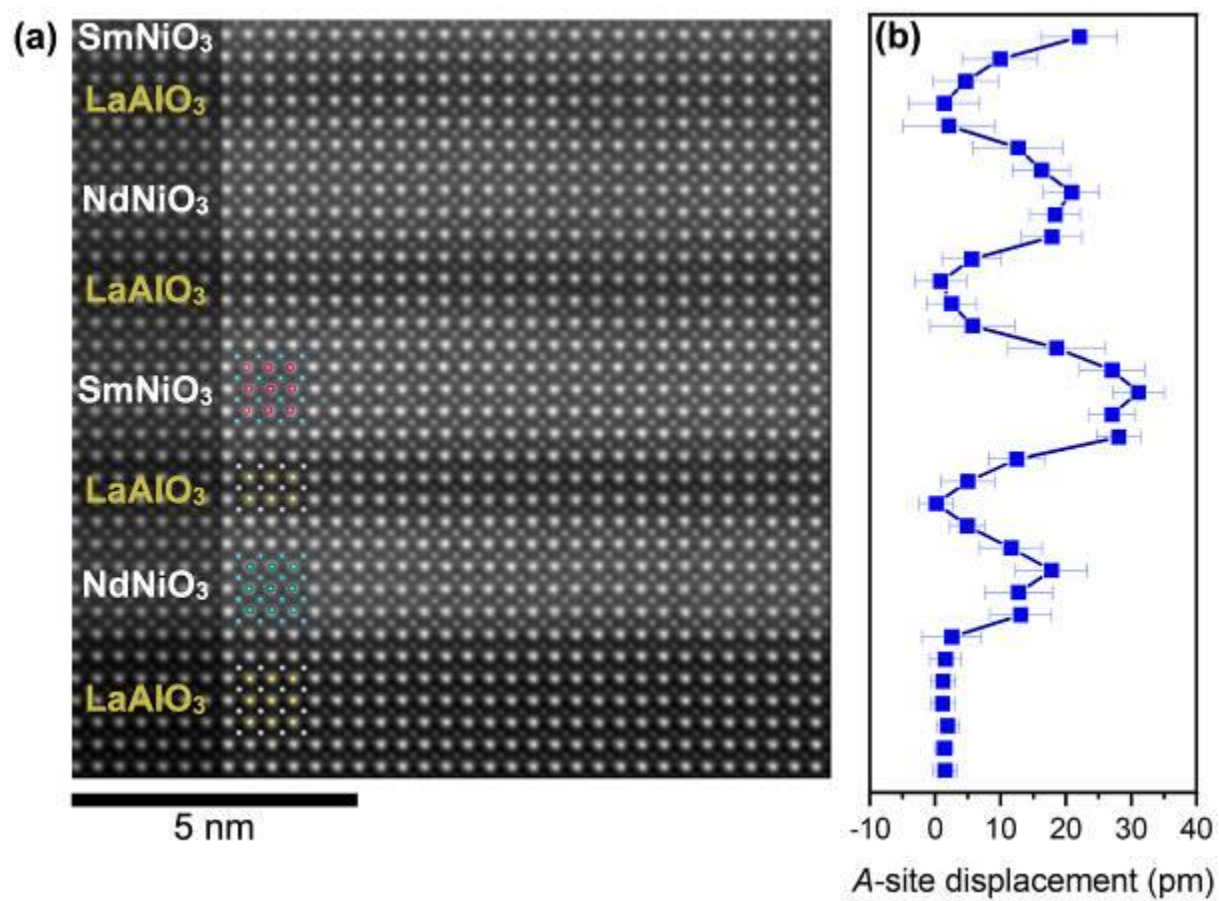 (a)
SmNiO₃
LaAlO₃
NdNiO₃
LaAlO₃
SmNiO₃
LaAlO₃
NdNiO₃
LaAlO₃
5 nm
(b)
-10 0 10 20 30 40
A-site displacement (pm)